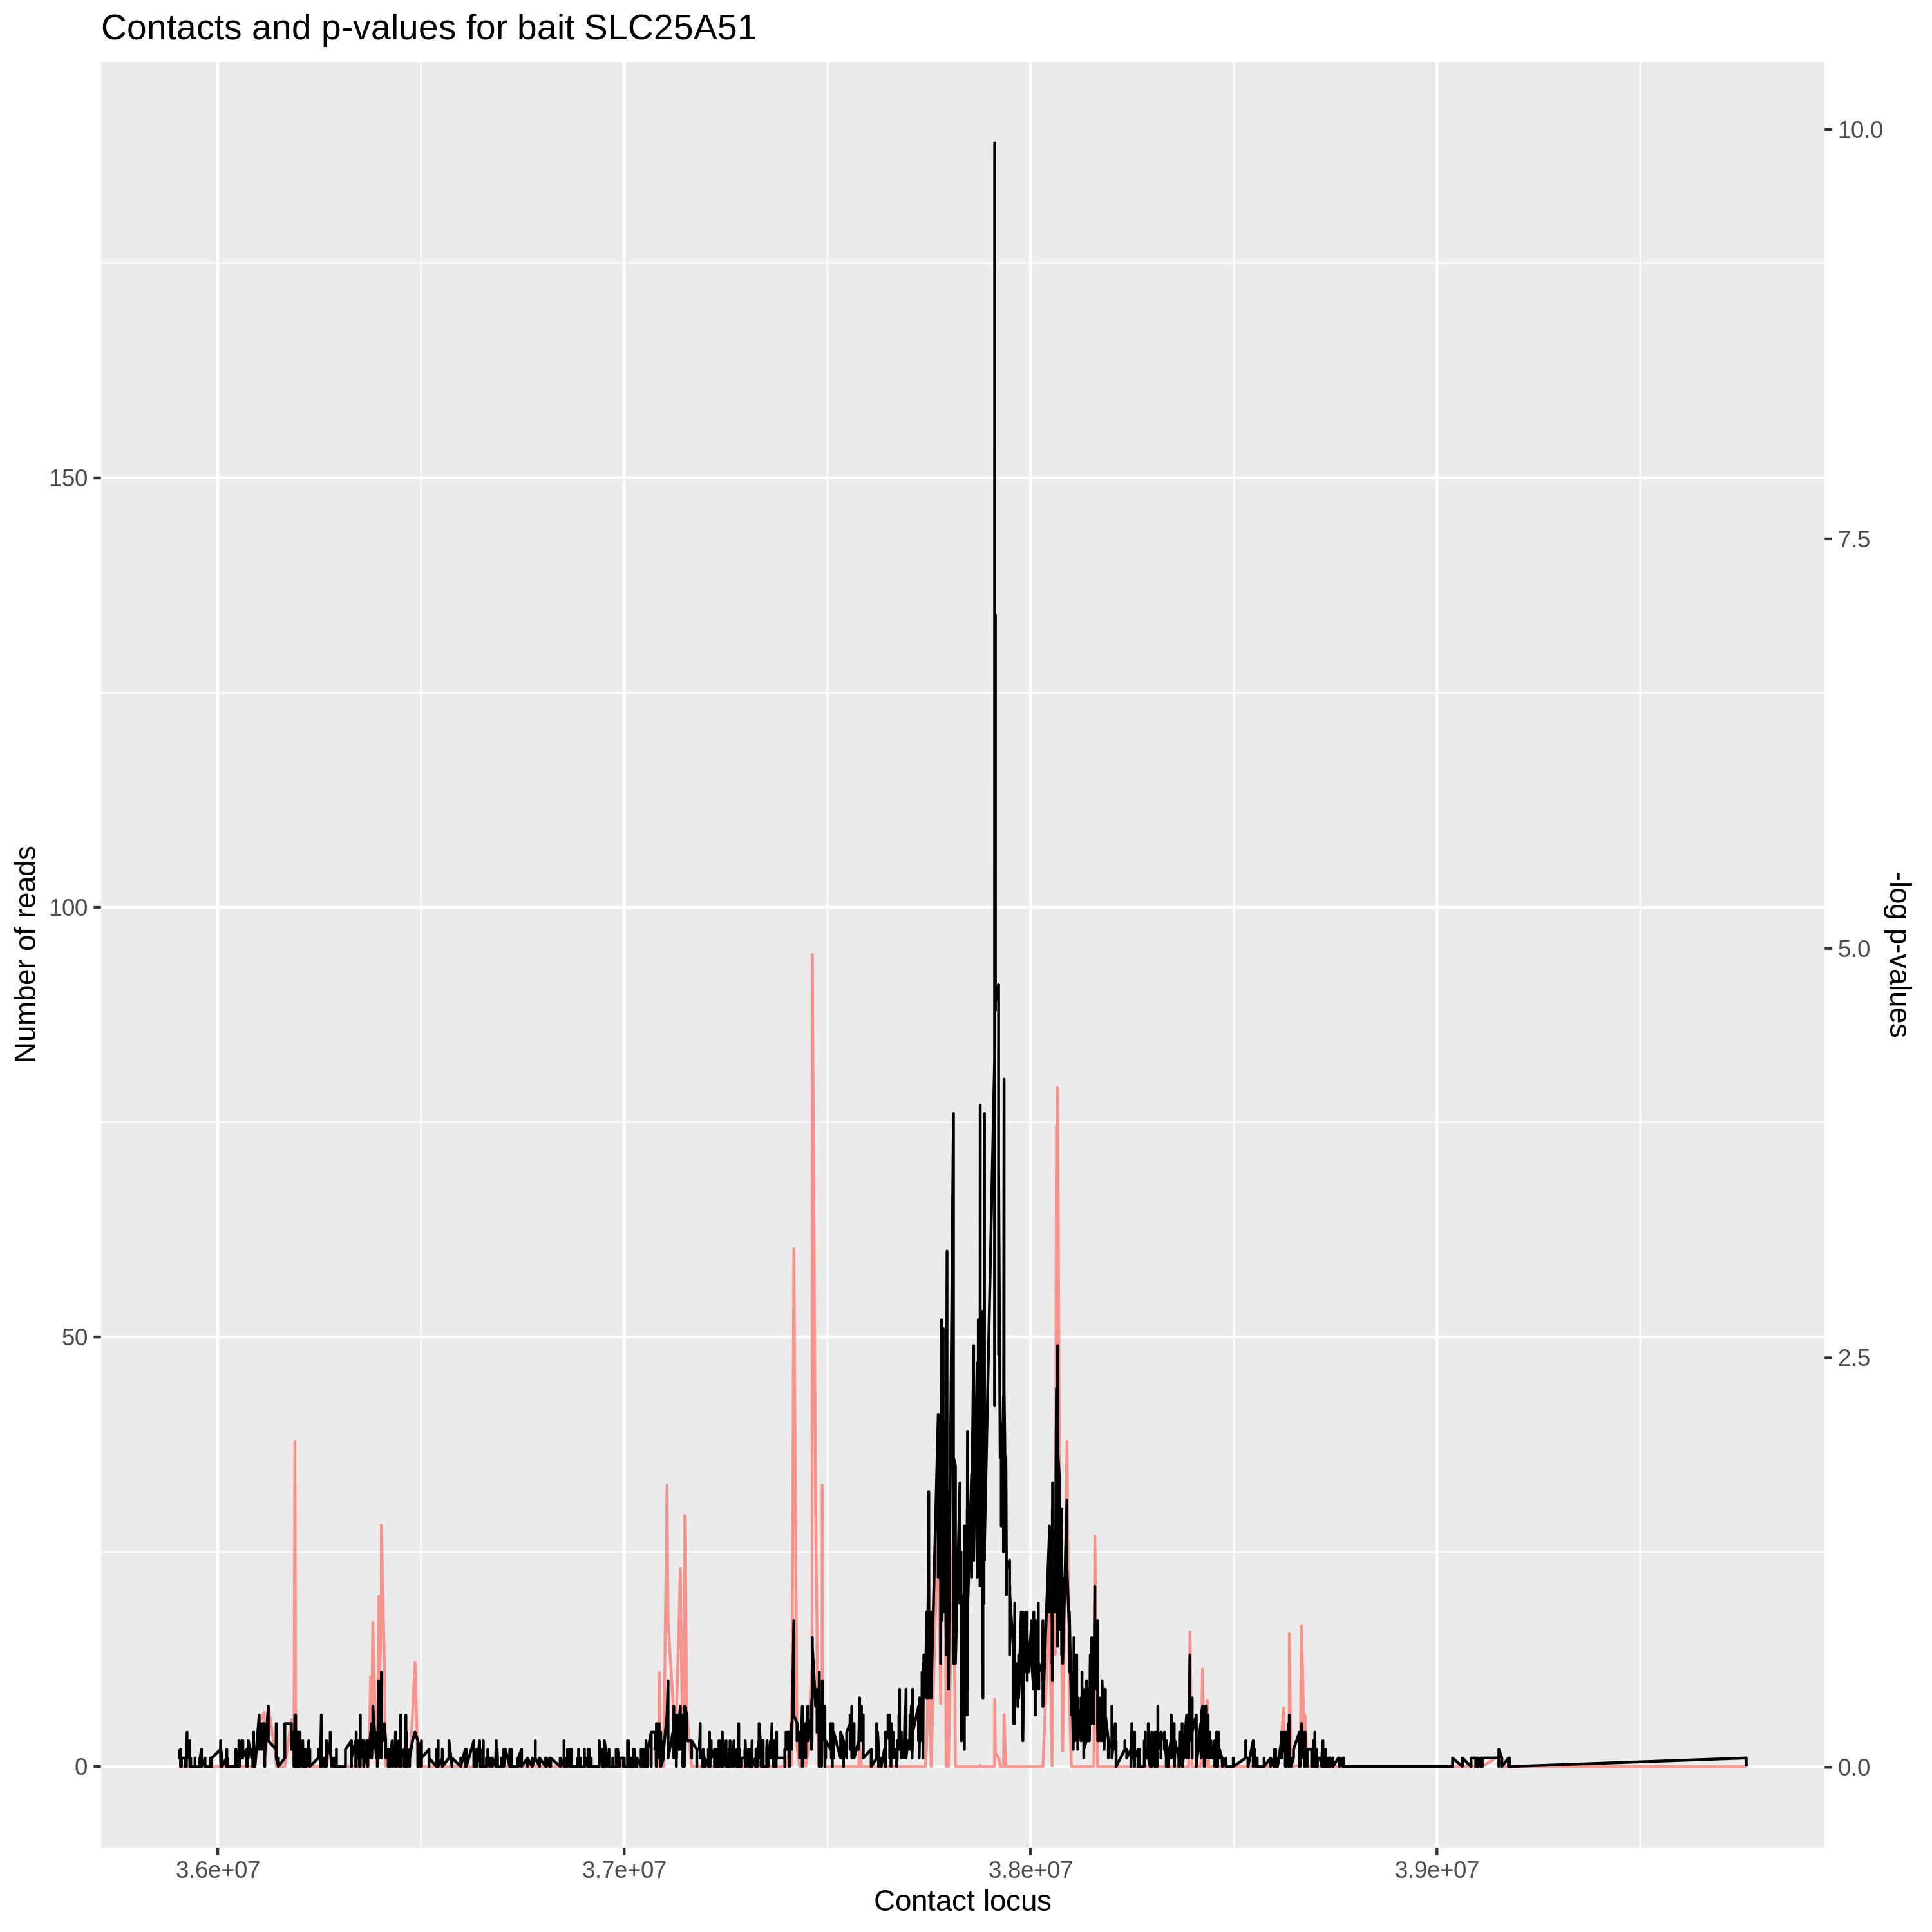 Contacts and p-values for bait SLC25A51
Number of reads
150
100
50
0
10.0
7.5
5.0
2.5
0.0
-log p-values
3.6e+07
3.7e+07
3.8e+07
3.9e+07
Contact locus